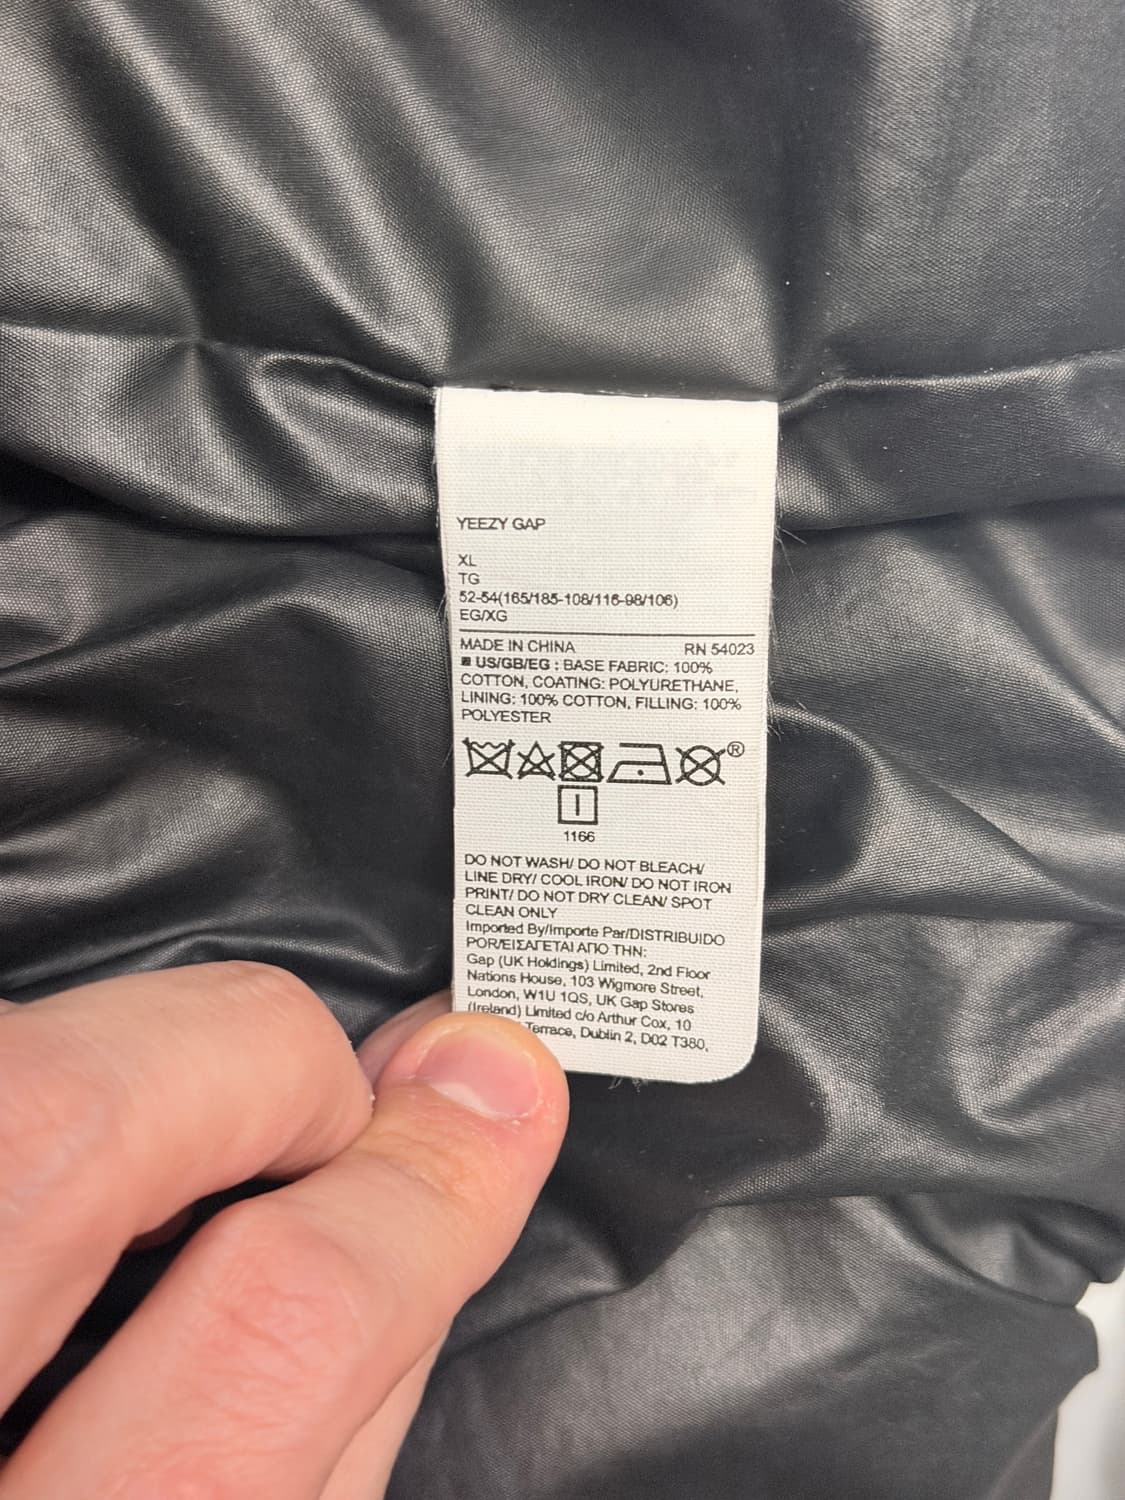 YEEZY GAP
XL
TG
52-54(165/185-108/116-98/106)
EG/XG
MADE IN CHINA RN 54023
US/GB/EG : BASE FABRIC: 100%
COTTON, COATING: POLYURETHANE,
LINING: 100% COTTON, FILLING: 100%
POLYESTER
®
1166
DO NOT WASH/ DO NOT BLEACH/
LINE DRY/ COOL IRON/ DO NOT IRON
PRINT/ DO NOT DRY CLEAN/ SPOT
CLEAN ONLY
Imported By/Importe Par/DISTRIBUIDO
POR/ΕΙΣΑΓΕΤΑΙ ΑΠΟ ΤΗΝ:
Gap (UK Holdings) Limited, 2nd Floor
Nations House, 103 Wigmore Street,
London, W1U 1QS, UK Gap Stores
(Ireland) Limited c/o Arthur Cox, 10
Terrace, Dublin 2, D02 T380,